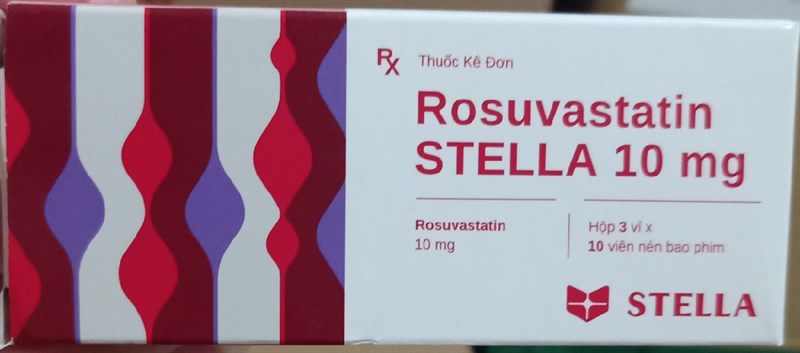 Rx Thuốc Kê Đơn
Rosuvastatin
STELLA 10 mg
Rosuvastatin
10 mg
Hộp 3 vỉ x
10 viên nén bao phim
STELLA